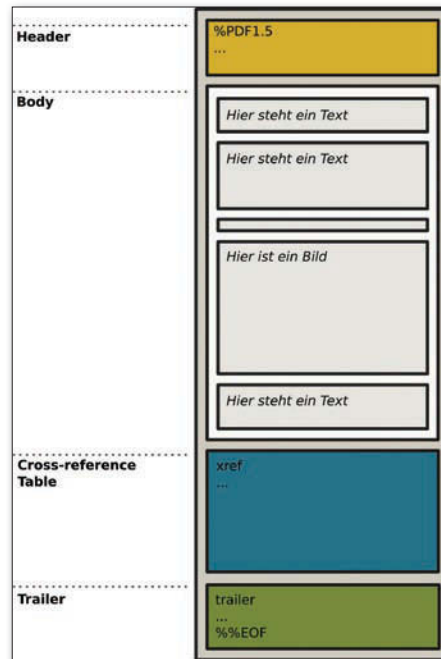 Header
%PDF1.5
...
Body
Hier steht ein Text
Hier steht ein Text
Hier ist ein Bild
Hier steht ein Text
Cross-reference
Table
xref
...
Trailer
trailer
...
%%EOF